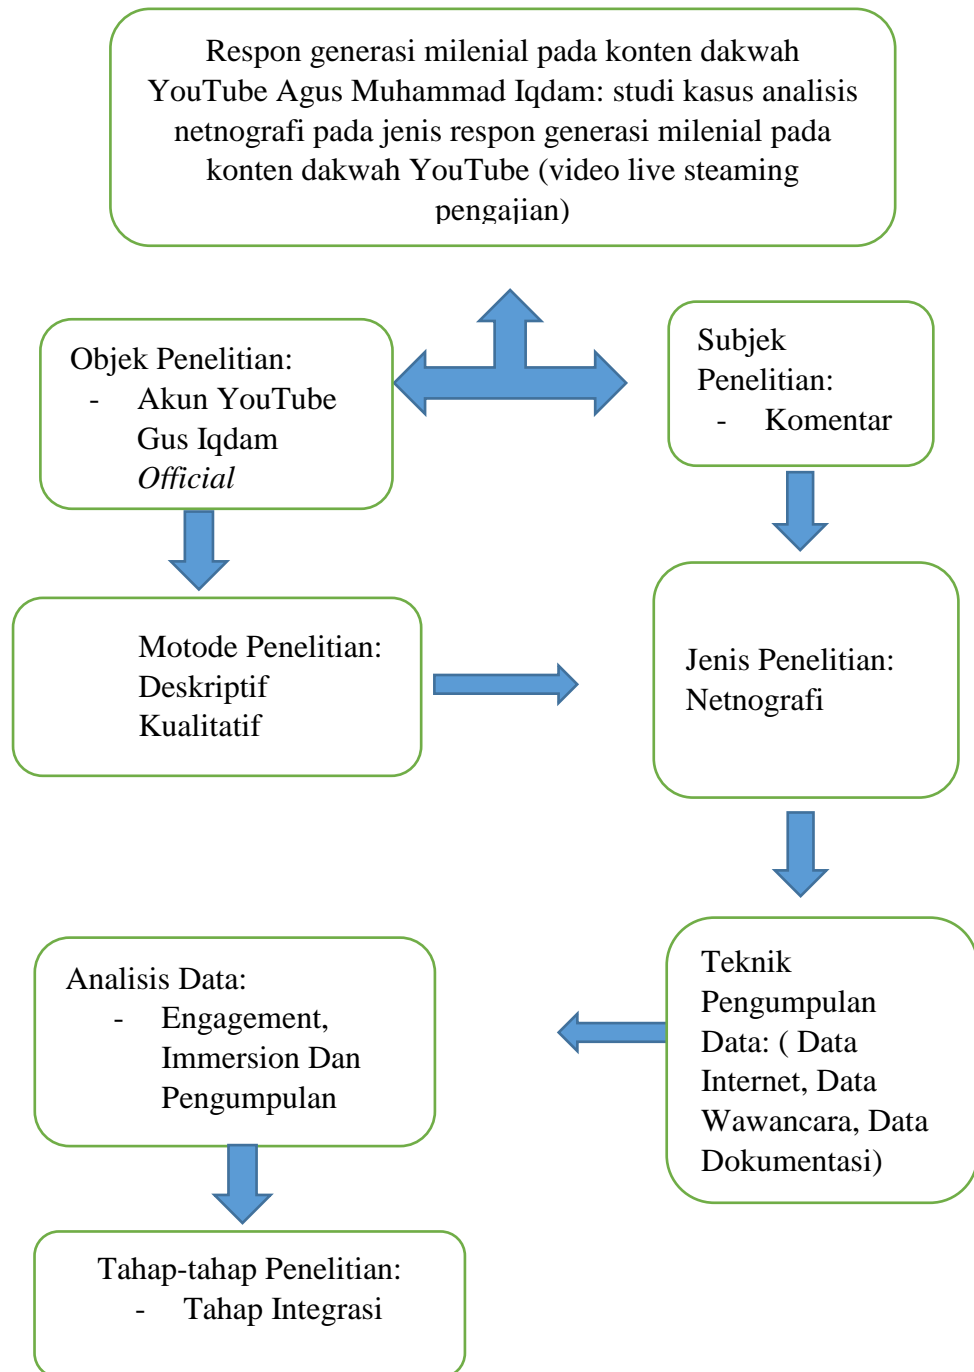 Respon generasi milenial pada konten dakwah
YouTube Agus Muhammad Iqdam: studi kasus analisis
netnografi pada jenis respon generasi milenial pada
konten dakwah YouTube (video live steaming
pengajian)
Objek Penelitian:
- Akun YouTube
Gus Iqdam
Official
Subjek
Penelitian:
- Komentar
Motode Penelitian:
Deskriptif
Kualitatif
Jenis Penelitian:
Netnografi
Teknik
Pengumpulan
Data: ( Data
Internet, Data
Wawancara, Data
Dokumentasi)
Analisis Data:
- Engagement,
Immersion Dan
Pengumpulan
Tahap-tahap Penelitian:
- Tahap Integrasi